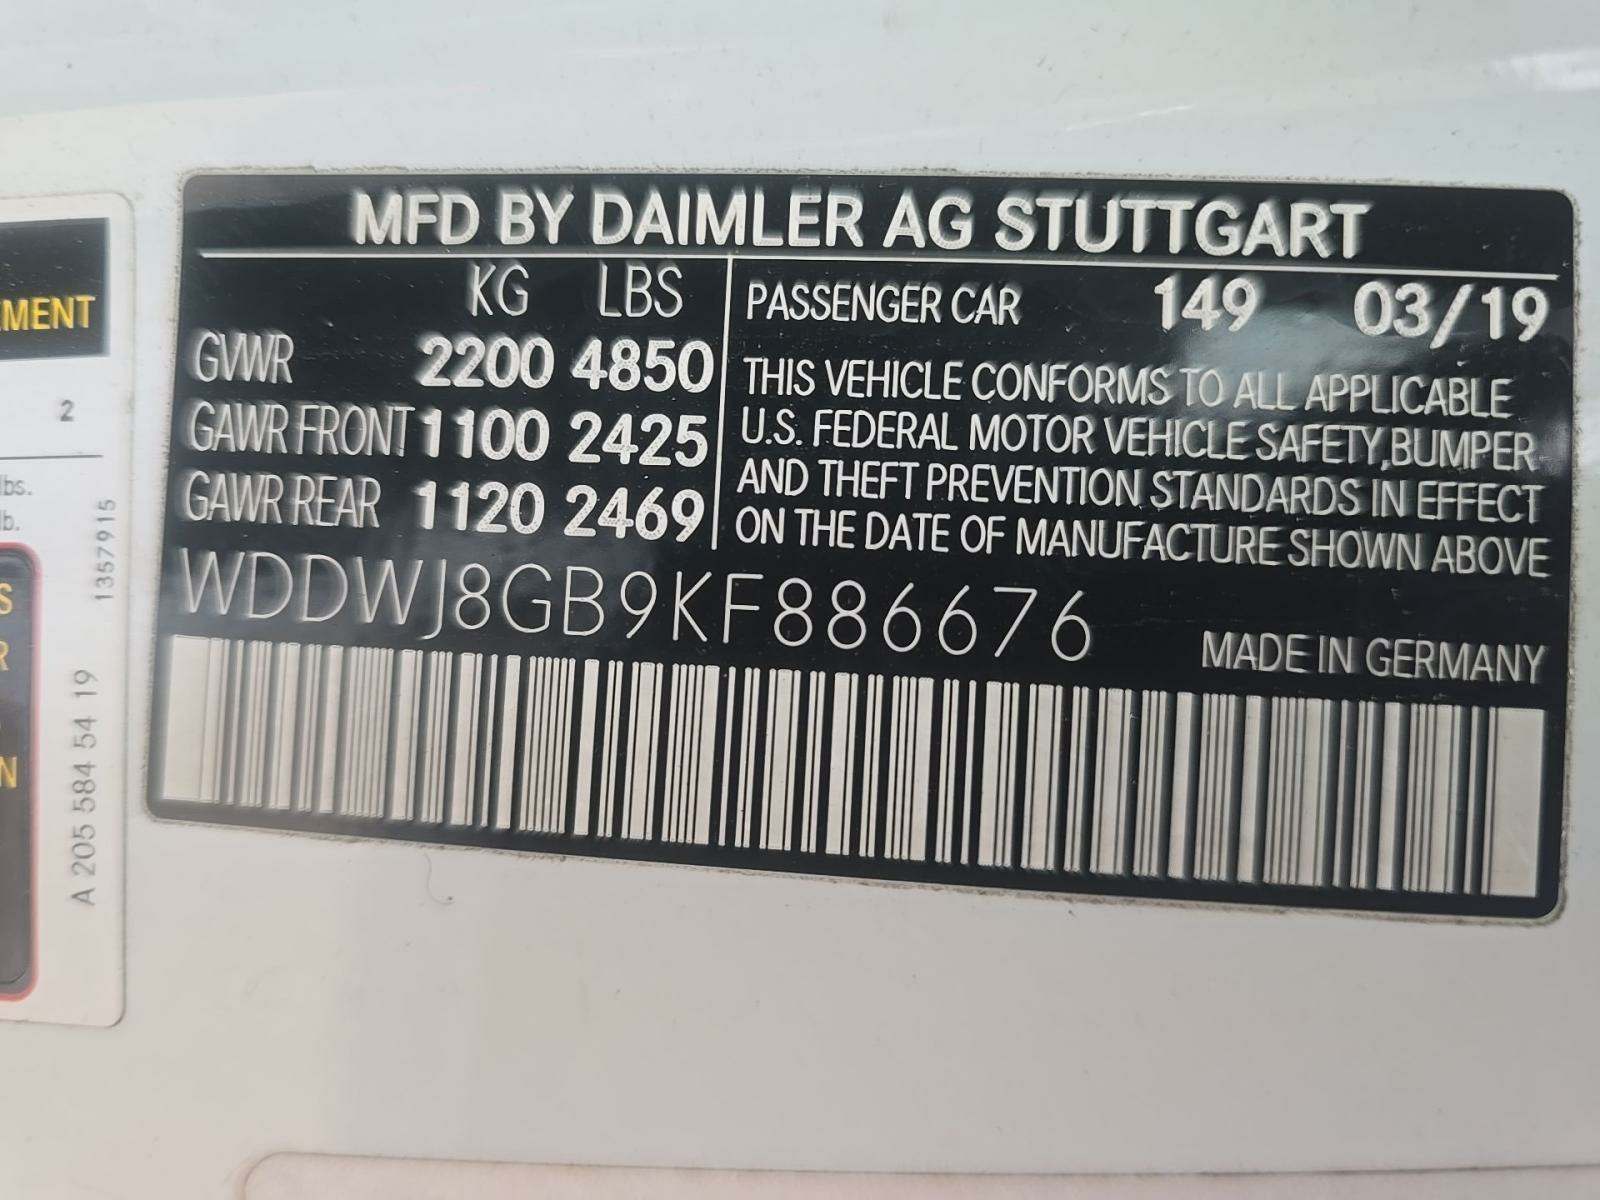 MFD BY DAIMLER AG STUTTGART
KG LBS
GVWR 2200 4850
GAWR FRONT 1100 2425
GAWR REAR 1120 2469
PASSENGER CAR 149 03/19
THIS VEHICLE CONFORMS TO ALL APPLICABLE
U.S. FEDERAL MOTOR VEHICLE SAFETY, BUMPER
AND THEFT PREVENTION STANDARDS IN EFFECT
ON THE DATE OF MANUFACTURE SHOWN ABOVE
WDDWJ8GB9KF886676
MADE IN GERMANY
EMENT
2
lbs.
lb.
S
R
N
1357915
A 205 584 54 19